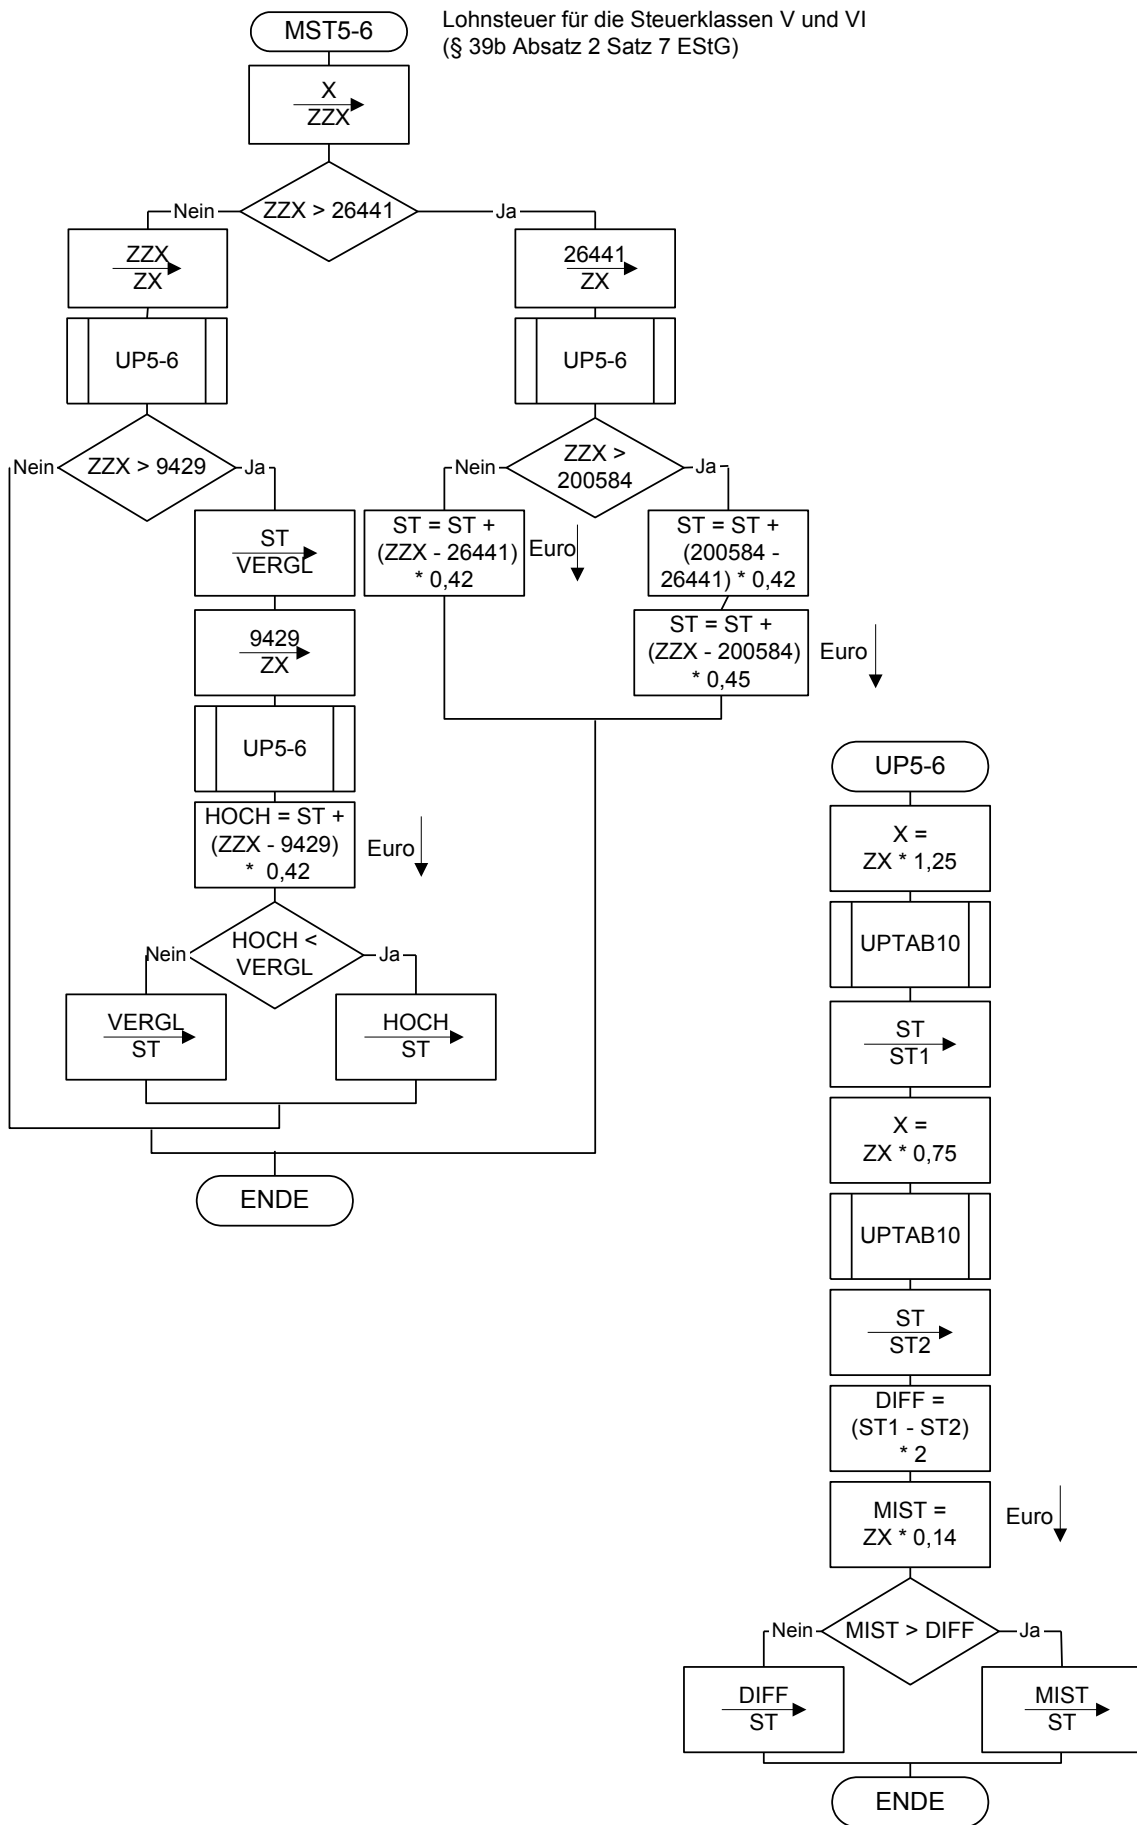 Lohnsteuer für die Steuerklassen V und VI
(§ 39b Absatz 2 Satz 7 EStG)
MST5-6
X
ZZX
ZZX > 26441
Nein
Ja
ZZX
ZX
UP5-6
ZZX > 9429
Nein
Ja
ST
VERGL
9429
ZX
UP5-6
HOCH = ST +
(ZZX - 9429)
* 0,42
Euro
HOCH <
VERGL
Nein
Ja
VERGL
ST
HOCH
ST
26441
ZX
UP5-6
ZZX >
200584
Nein
Ja
ST = ST +
(ZZX - 26441)
* 0,42
Euro
ST = ST +
(200584 -
26441) * 0,42
ST = ST +
(ZZX - 200584)
* 0,45
Euro
ENDE
UP5-6
X =
ZX * 1,25
UPTAB10
ST
ST1
X =
ZX * 0,75
UPTAB10
ST
ST2
DIFF =
(ST1 - ST2)
* 2
MIST =
ZX * 0,14
Euro
MIST > DIFF
Nein
Ja
DIFF
ST
MIST
ST
ENDE